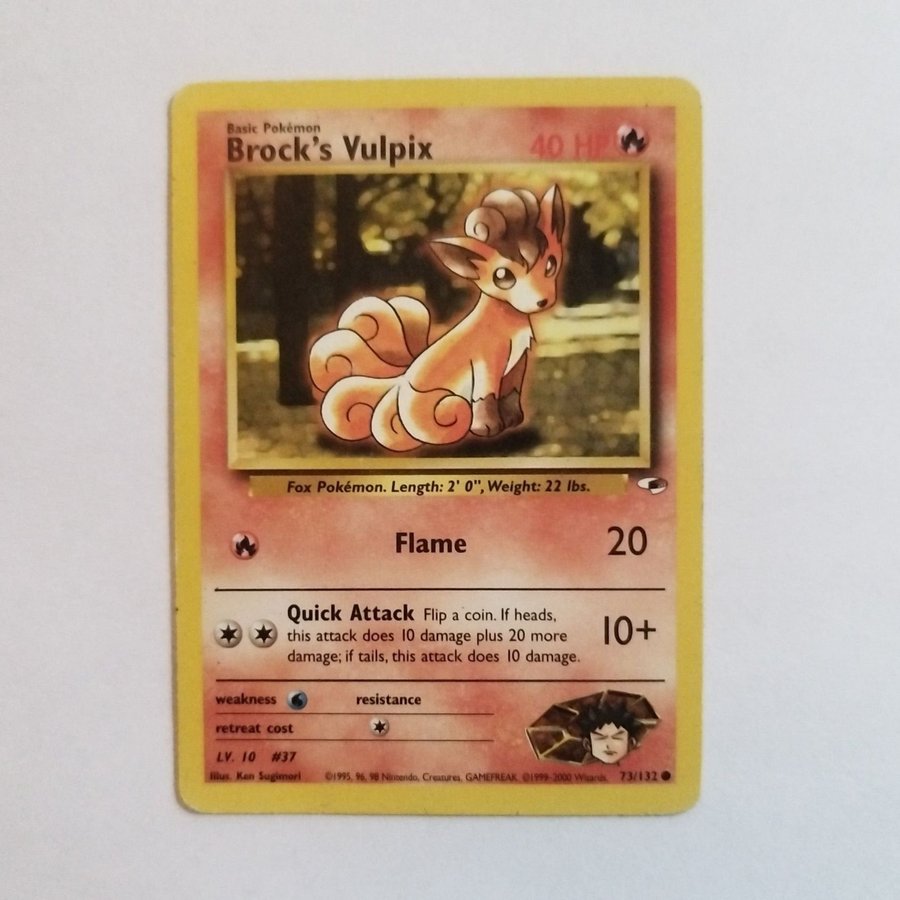 Basic Pokémon
Brock's Vulpix 40 HP
Fox Pokémon. Length: 2' 0", Weight: 22 lbs.
Flame 20
Quick Attack Flip a coin. If heads,
this attack does 10 damage plus 20 more
damage; if tails, this attack does 10 damage.
10+
weakness resistance
retreat cost
LV. 10 #37
Illus. Ken Sugimori ©1995, 96, 98 Nintendo, Creatures, GAMEFREAK. ©1999-2000 Wizards. 73/132